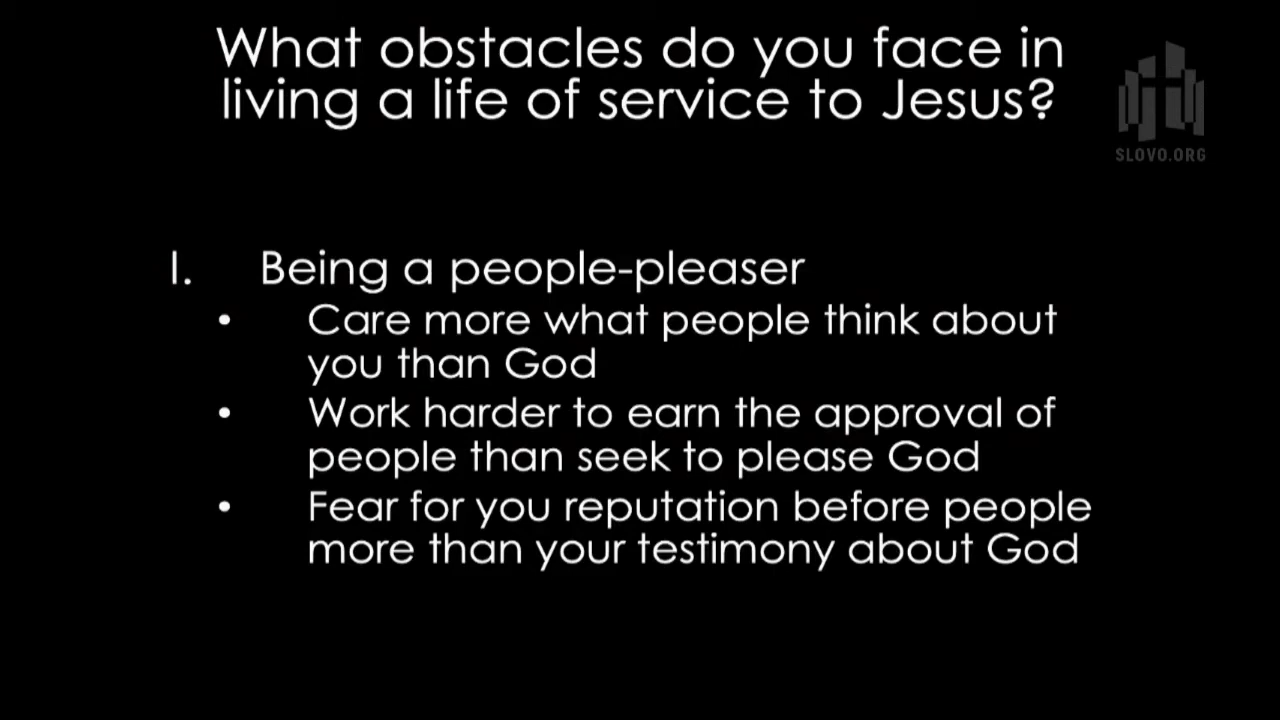 What obstacles do you face in
living a life of service to Jesus?
SLOVO.ORG
I. Being a people-pleaser
• Care more what people think about
you than God
• Work harder to earn the approval of
people than seek to please God
• Fear for you reputation before people
more than your testimony about God